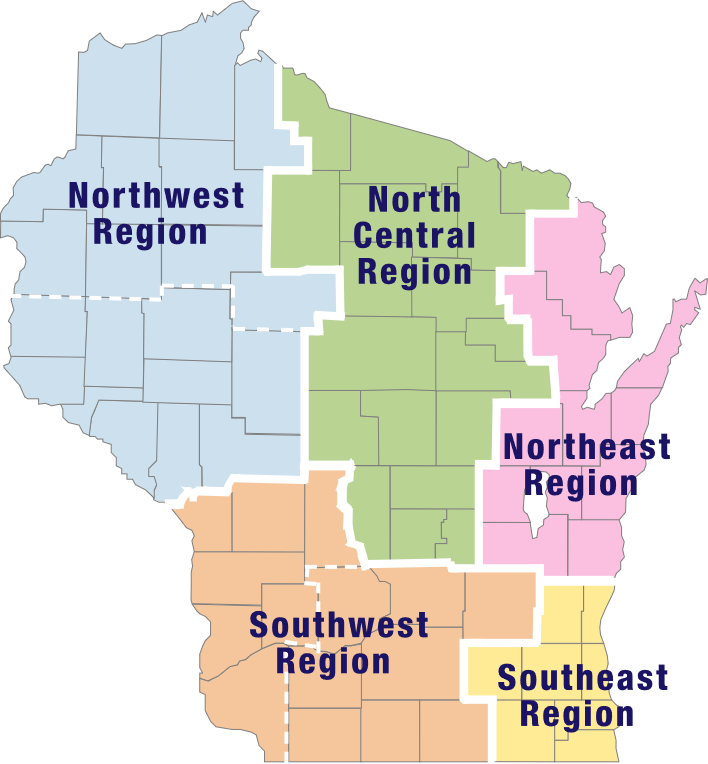 Northwest
Region
North
Central
Region
Northeast
Region
Southwest
Region
Southeast
Region